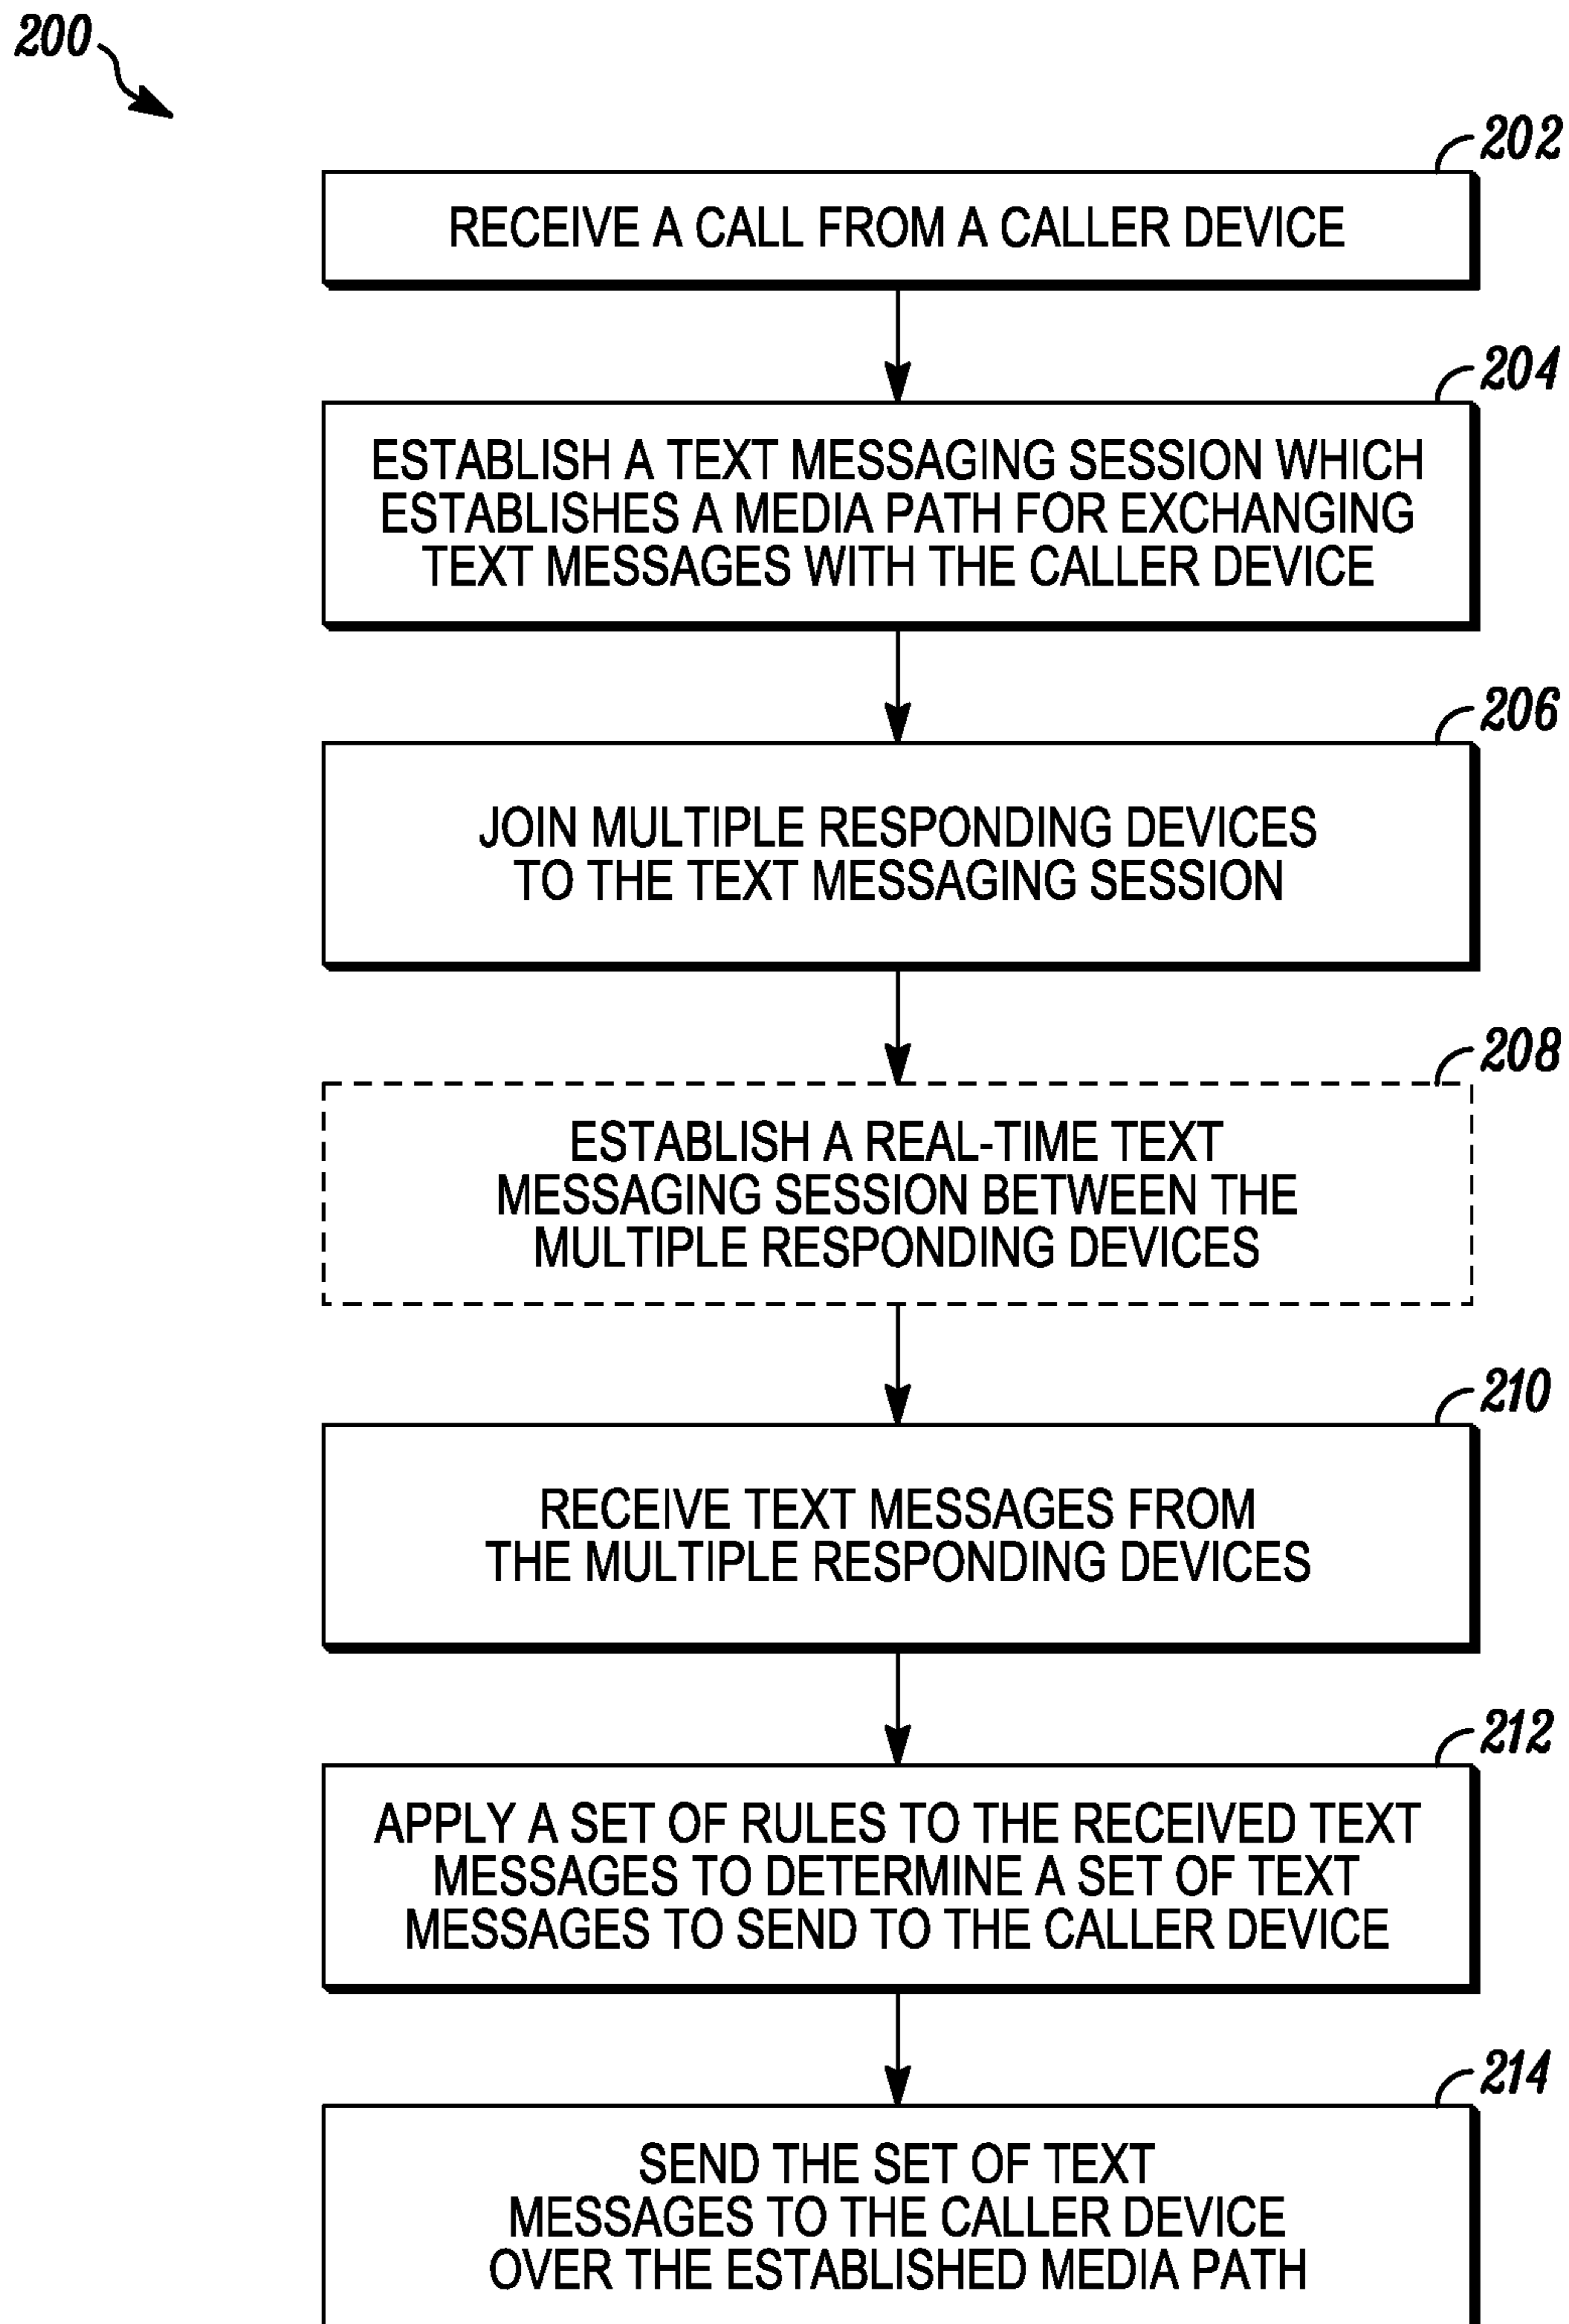 200
202
RECEIVE A CALL FROM A CALLER DEVICE
204
ESTABLISH A TEXT MESSAGING SESSION WHICH
ESTABLISHES A MEDIA PATH FOR EXCHANGING
TEXT MESSAGES WITH THE CALLER DEVICE
206
JOIN MULTIPLE RESPONDING DEVICES
TO THE TEXT MESSAGING SESSION
208
ESTABLISH A REAL-TIME TEXT
MESSAGING SESSION BETWEEN THE
MULTIPLE RESPONDING DEVICES
210
RECEIVE TEXT MESSAGES FROM
THE MULTIPLE RESPONDING DEVICES
212
APPLY A SET OF RULES TO THE RECEIVED TEXT
MESSAGES TO DETERMINE A SET OF TEXT
MESSAGES TO SEND TO THE CALLER DEVICE
214
SEND THE SET OF TEXT
MESSAGES TO THE CALLER DEVICE
OVER THE ESTABLISHED MEDIA PATH